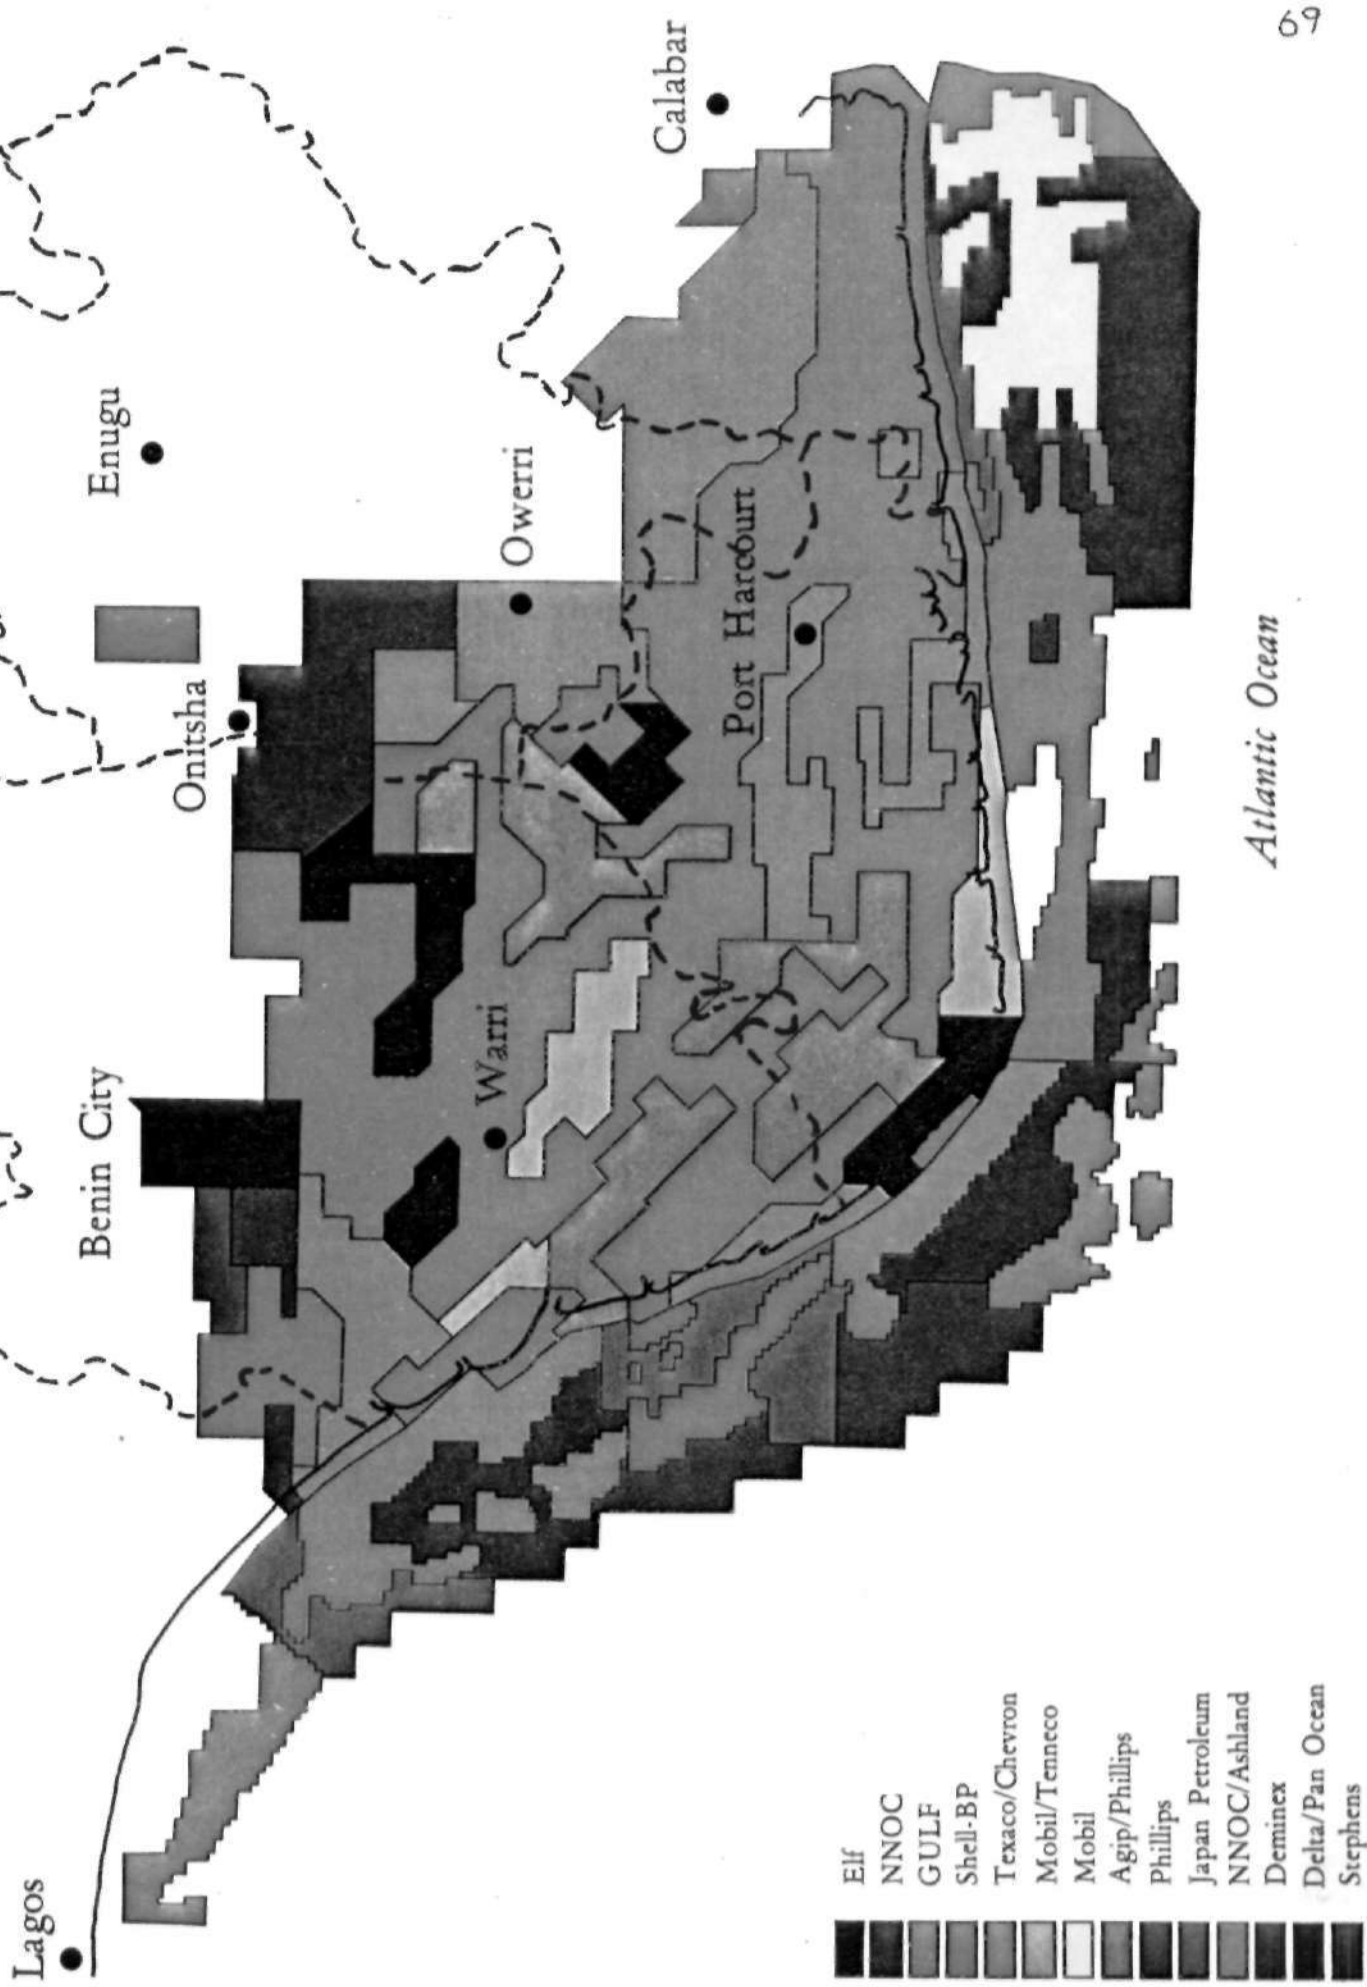 69
Lagos
Benin City
Onitsha
Enugu
Warri
Owerri
Calabar
Port Harcourt
Atlantic Ocean
Elf
NNOC
GULF
Shell-BP
Texaco/Chevron
Mobil/Tenneco
Mobil
Agip/Phillips
Phillips
Japan Petroleum
NNOC/Ashland
Deminex
Delta/Pan Ocean
Stephens